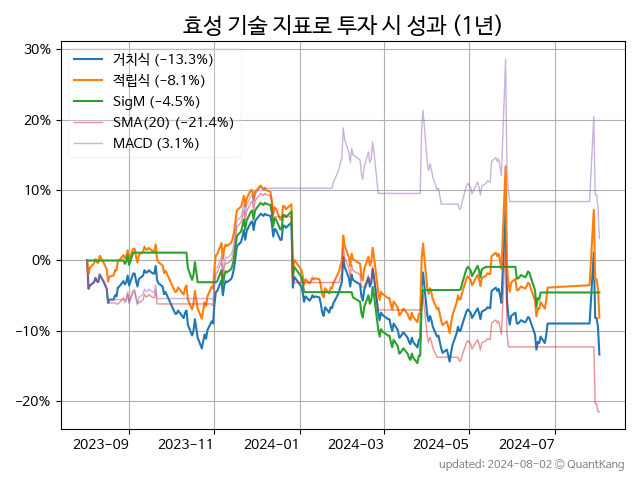 효성 기술 지표로 투자 시 성과 (1년)
30%
20%
10%
0%
−10%
−20%
거치식 (−13.3%)
적립식 (−8.1%)
SigM (−4.5%)
SMA(20) (−21.4%)
MACD (3.1%)
2023-09
2023-11
2024-01
2024-03
2024-05
2024-07
updated: 2024-08-02 © QuantKang